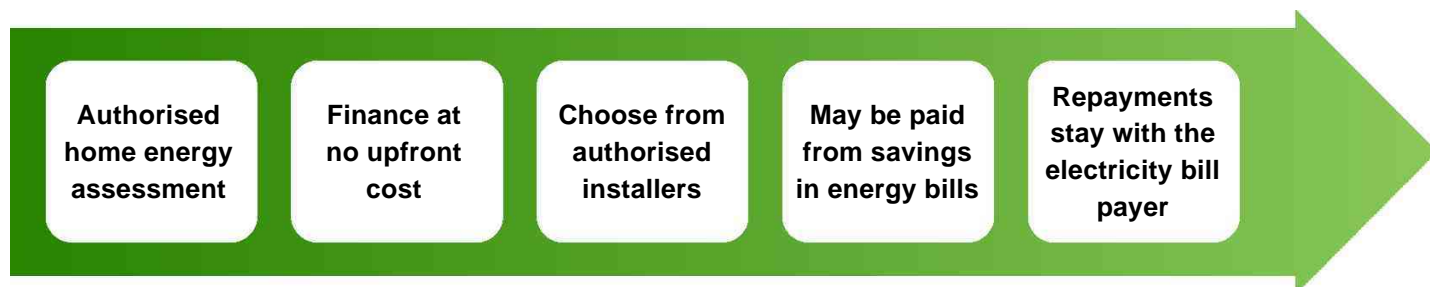 Authorised
home energy
assessment
Finance at
no upfront
cost
Choose from
authorised
installers
May be paid
from savings
in energy bills
Repayments
stay with the
electricity bill
payer